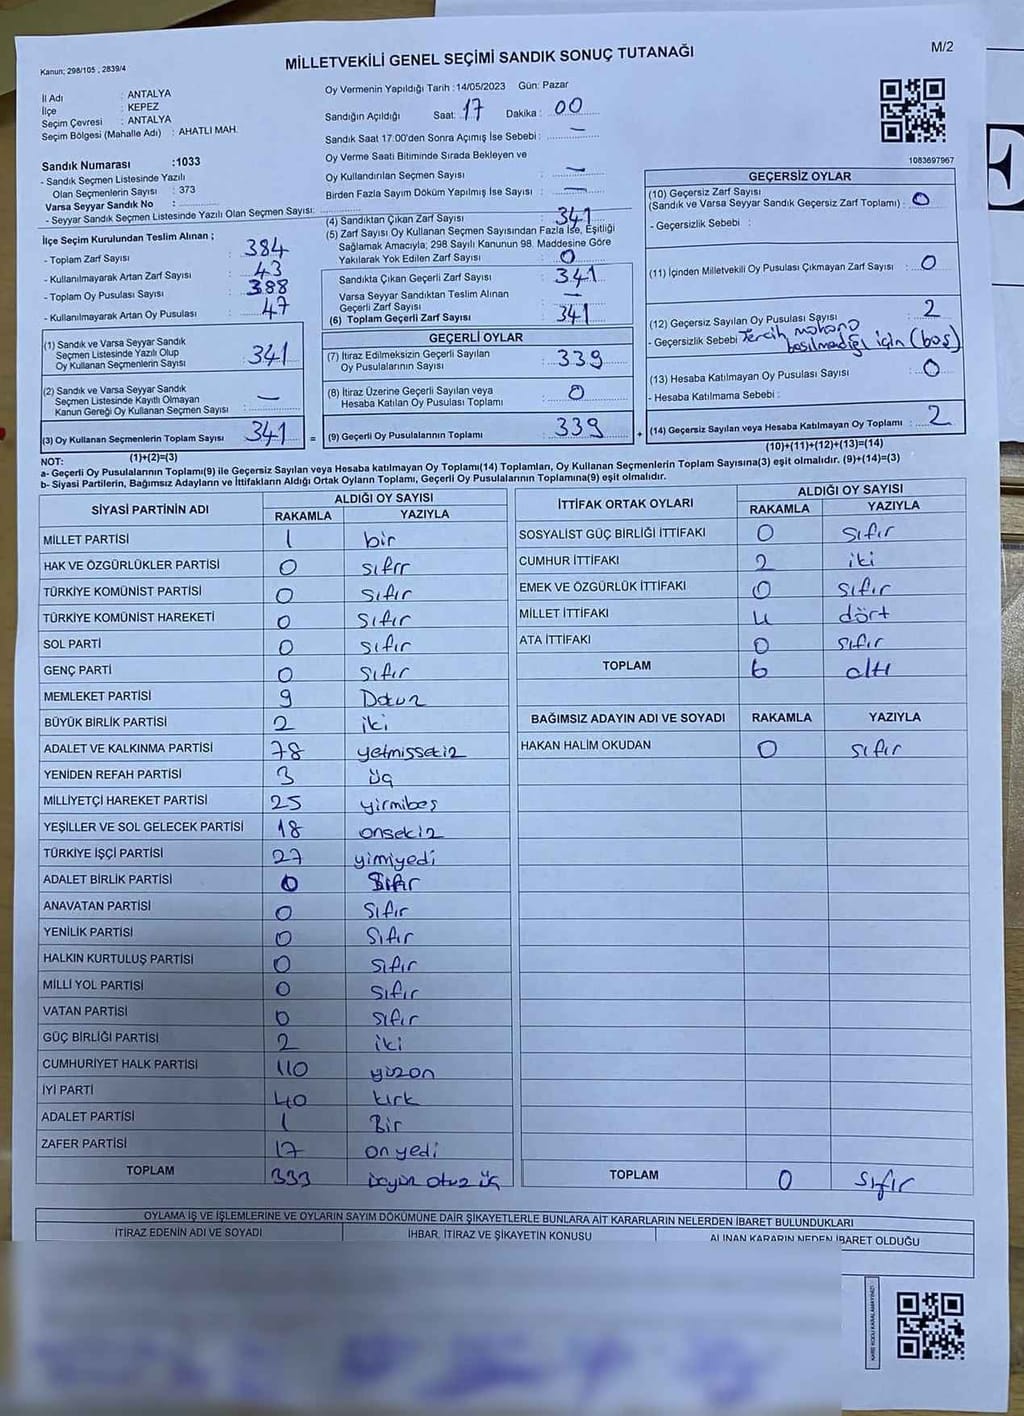 Kanun: 298/105 , 2839/4
MİLLETVEKİLİ GENEL SEÇİMİ SANDIK SONUÇ TUTANAĞI
M/2
İl Adı : ANTALYA
İlçe : KEPEZ
Seçim Çevresi : ANTALYA
Seçim Bölgesi (Mahalle Adı) : AHATLI MAH.
Sandık Numarası :1033
- Sandık Seçmen Listesinde Yazılı
Olan Seçmenlerin Sayısı : 373
Varsa Seyyar Sandık No :
- Seyyar Sandık Seçmen Listesinde Yazılı Olan Seçmen Sayısı:
Oy Vermenin Yapıldığı Tarih :14/05/2023 Gün: Pazar
Sandığın Açıldığı Saat: 17 Dakika : 00
Sandık Saat 17:00'den Sonra Açımış İse Sebebi : —
Oy Verme Saati Bitiminde Sırada Bekleyen ve
Oy Kullandırılan Seçmen Sayısı : —
Birden Fazla Sayım Döküm Yapılmış İse Sayısı : —
1083697967
İlçe Seçim Kurulundan Teslim Alınan ;
- Toplam Zarf Sayısı : 384
- Kullanılmayarak Artan Zarf Sayısı : 43
- Toplam Oy Pusulası Sayısı : 388
- Kullanılmayarak Artan Oy Pusulası : 47
(1) Sandık ve Varsa Seyyar Sandık
Seçmen Listesinde Yazılı Olup
Oy Kullanan Seçmenlerin Sayısı : 341
(2) Sandık ve Varsa Seyyar Sandık
Seçmen Listesinde Kayıtlı Olmayan
Kanun Gereği Oy Kullanan Seçmen Sayısı : —
(3) Oy Kullanan Seçmenlerin Toplam Sayısı : 341
(1)+(2)=(3)
(4) Sandıktan Çıkan Zarf Sayısı : 341
(5) Zarf Sayısı Oy Kullanan Seçmen Sayısından Fazla İse, Eşitliği
Sağlamak Amacıyla; 298 Sayılı Kanunun 98. Maddesine Göre
Yakılarak Yok Edilen Zarf Sayısı : 0
Sandıkta Çıkan Geçerli Zarf Sayısı : 341
Varsa Seyyar Sandıktan Teslim Alınan
Geçerli Zarf Sayısı : —
(6) Toplam Geçerli Zarf Sayısı : 341
GEÇERLİ OYLAR
(7) İtiraz Edilmeksizin Geçerli Sayılan
Oy Pusulalarının Sayısı : 339
(8) İtiraz Üzerine Geçerli Sayılan veya
Hesaba Katılan Oy Pusulası Toplamı : 0
= (9) Geçerli Oy Pusulalarının Toplamı : 339
GEÇERSİZ OYLAR
(10) Geçersiz Zarf Sayısı
(Sandık ve Varsa Seyyar Sandık Geçersiz Zarf Toplamı) : 0
- Geçersizlik Sebebi :
(11) İçinden Milletvekili Oy Pusulası Çıkmayan Zarf Sayısı : 0
(12) Geçersiz Sayılan Oy Pusulası Sayısı : 2
- Geçersizlik Sebebi : Tercih
için (boş)
(13) Hesaba Katılmayan Oy Pusulası Sayısı : 0
- Hesaba Katılmama Sebebi :
+ (14) Geçersiz Sayılan veya Hesaba Katılmayan Oy Toplamı : 2
(10)+(11)+(12)+(13)=(14)
NOT:
a- Geçerli Oy Pusulalarının Toplamı(9) ile Geçersiz Sayılan veya Hesaba katılmayan Oy Toplamı(14) Toplamları, Oy Kullanan Seçmenlerin Toplam Sayısına(3) eşit olmalıdır. (9)+(14)=(3)
b- Siyasi Partilerin, Bağımsız Adayların ve İttifakların Aldığı Ortak Oyların Toplamı, Geçerli Oy Pusulalarının Toplamına(9) eşit olmalıdır.
SİYASİ PARTİNİN ADI ALDIĞI OY SAYISI
RAKAMLA YAZIYLA
MİLLET PARTİSİ 1 bir
HAK VE ÖZGÜRLÜKLER PARTİSİ 0 sıfır
TÜRKİYE KOMÜNİST PARTİSİ 0 sıfır
TÜRKİYE KOMÜNİST HAREKETİ 0 sıfır
SOL PARTİ 0 sıfır
GENÇ PARTİ 0 sıfır
MEMLEKET PARTİSİ 9 Dokuz
BÜYÜK BİRLİK PARTİSİ 2 iki
ADALET VE KALKINMA PARTİSİ 78 yetmissekiz
YENİDEN REFAH PARTİSİ 3 üç
MİLLİYETÇİ HAREKET PARTİSİ 25 yirmibeş
YEŞİLLER VE SOL GELECEK PARTİSİ 18 onsekiz
TÜRKİYE İŞÇİ PARTİSİ 27 yimiyedi
ADALET BİRLİK PARTİSİ 0 Sıfır
ANAVATAN PARTİSİ 0 Sıfır
YENİLİK PARTİSİ 0 Sıfır
HALKIN KURTULUŞ PARTİSİ 0 sıfır
MİLLİ YOL PARTİSİ 0 sıfır
VATAN PARTİSİ 0 sıfır
GÜÇ BİRLİĞİ PARTİSİ 2 iki
CUMHURİYET HALK PARTİSİ 110 yüzon
İYİ PARTİ 40 kırk
ADALET PARTİSİ 1 Bir
ZAFER PARTİSİ 17 onyedi
TOPLAM 333 üçyüz otuz üç
İTTİFAK ORTAK OYLARI ALDIĞI OY SAYISI
RAKAMLA YAZIYLA
SOSYALİST GÜÇ BİRLİĞİ İTTİFAKI 0 sıfır
CUMHUR İTTİFAKI 2 iki
EMEK VE ÖZGÜRLÜK İTTİFAKI 0 sıfır
MİLLET İTTİFAKI 4 dört
ATA İTTİFAKI 0 sıfır
TOPLAM 6 altı
BAĞIMSIZ ADAYIN ADI VE SOYADI RAKAMLA YAZIYLA
HAKAN HALİM OKUDAN 0 sıfır
TOPLAM 0 sıfır
OYLAMA İŞ VE İŞLEMLERİNE VE OYLARIN SAYIM DÖKÜMÜNE DAİR ŞİKAYETLERLE BUNLARA AİT KARARLARIN NELERDEN İBARET BULUNDUKLARI
İTİRAZ EDENİN ADI VE SOYADI İHBAR, İTİRAZ VE ŞİKAYETİN KONUSU ALINAN KARARIN NEDEN İBARET OLDUĞU
KARE KODU KARALAMAYINIZ!